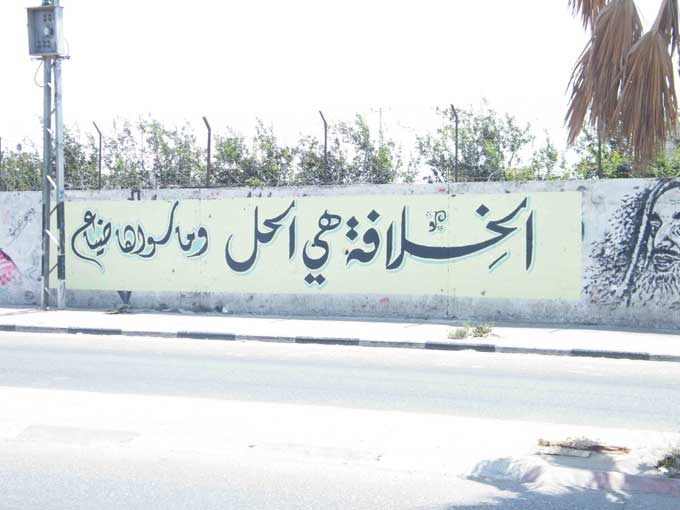 الخلافة هي الحل وما سواها ضياع